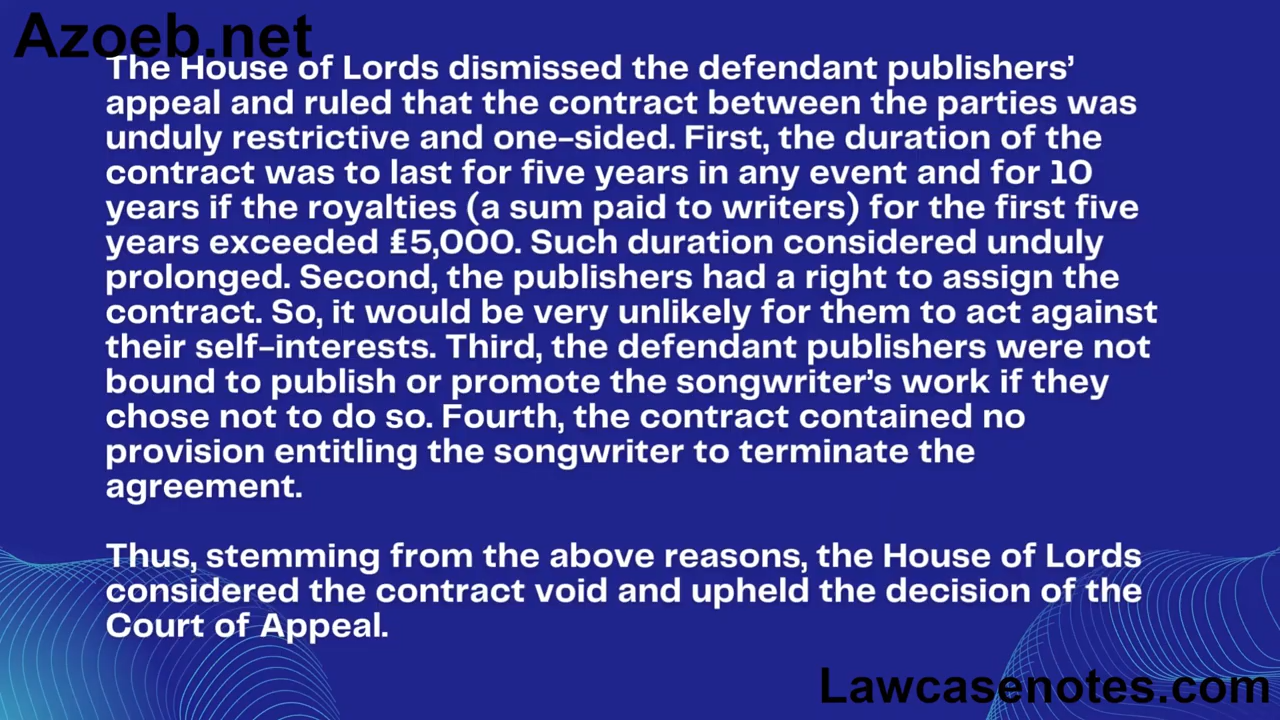 Azoeb.net
The House of Lords dismissed the defendant publishers’
appeal and ruled that the contract between the parties was
unduly restrictive and one-sided. First, the duration of the
contract was to last for five years in any event and for 10
years if the royalties (a sum paid to writers) for the first five
years exceeded £5,000. Such duration considered unduly
prolonged. Second, the publishers had a right to assign the
contract. So, it would be very unlikely for them to act against
their self-interests. Third, the defendant publishers were not
bound to publish or promote the songwriter’s work if they
chose not to do so. Fourth, the contract contained no
provision entitling the songwriter to terminate the
agreement.
Thus, stemming from the above reasons, the House of Lords
considered the contract void and upheld the decision of the
Court of Appeal.
Lawcasenotes.com